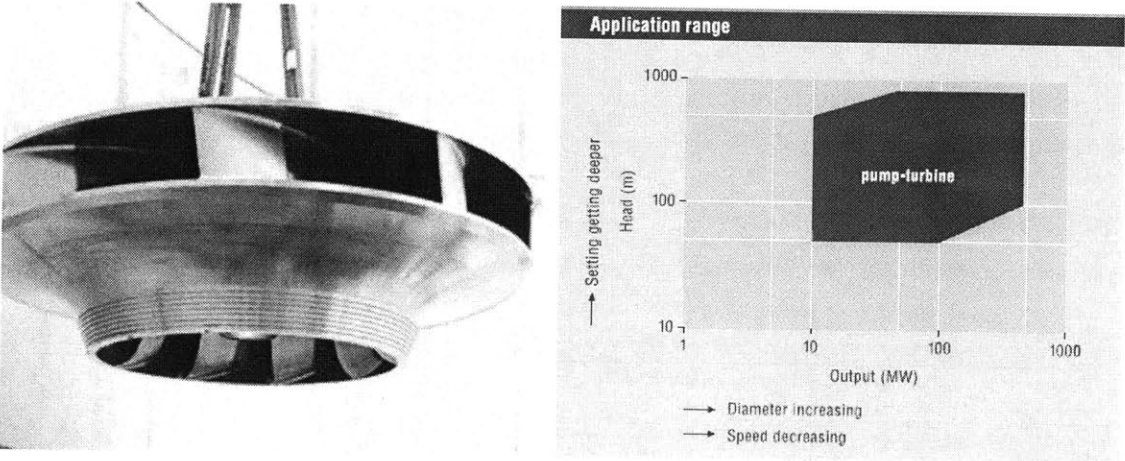 Application range
1000
100
10
→ Setting getting deeper
Head (m)
pump-turbine
1
10
100
1000
Output (MW)
→ Diameter increasing
→ Speed decreasing